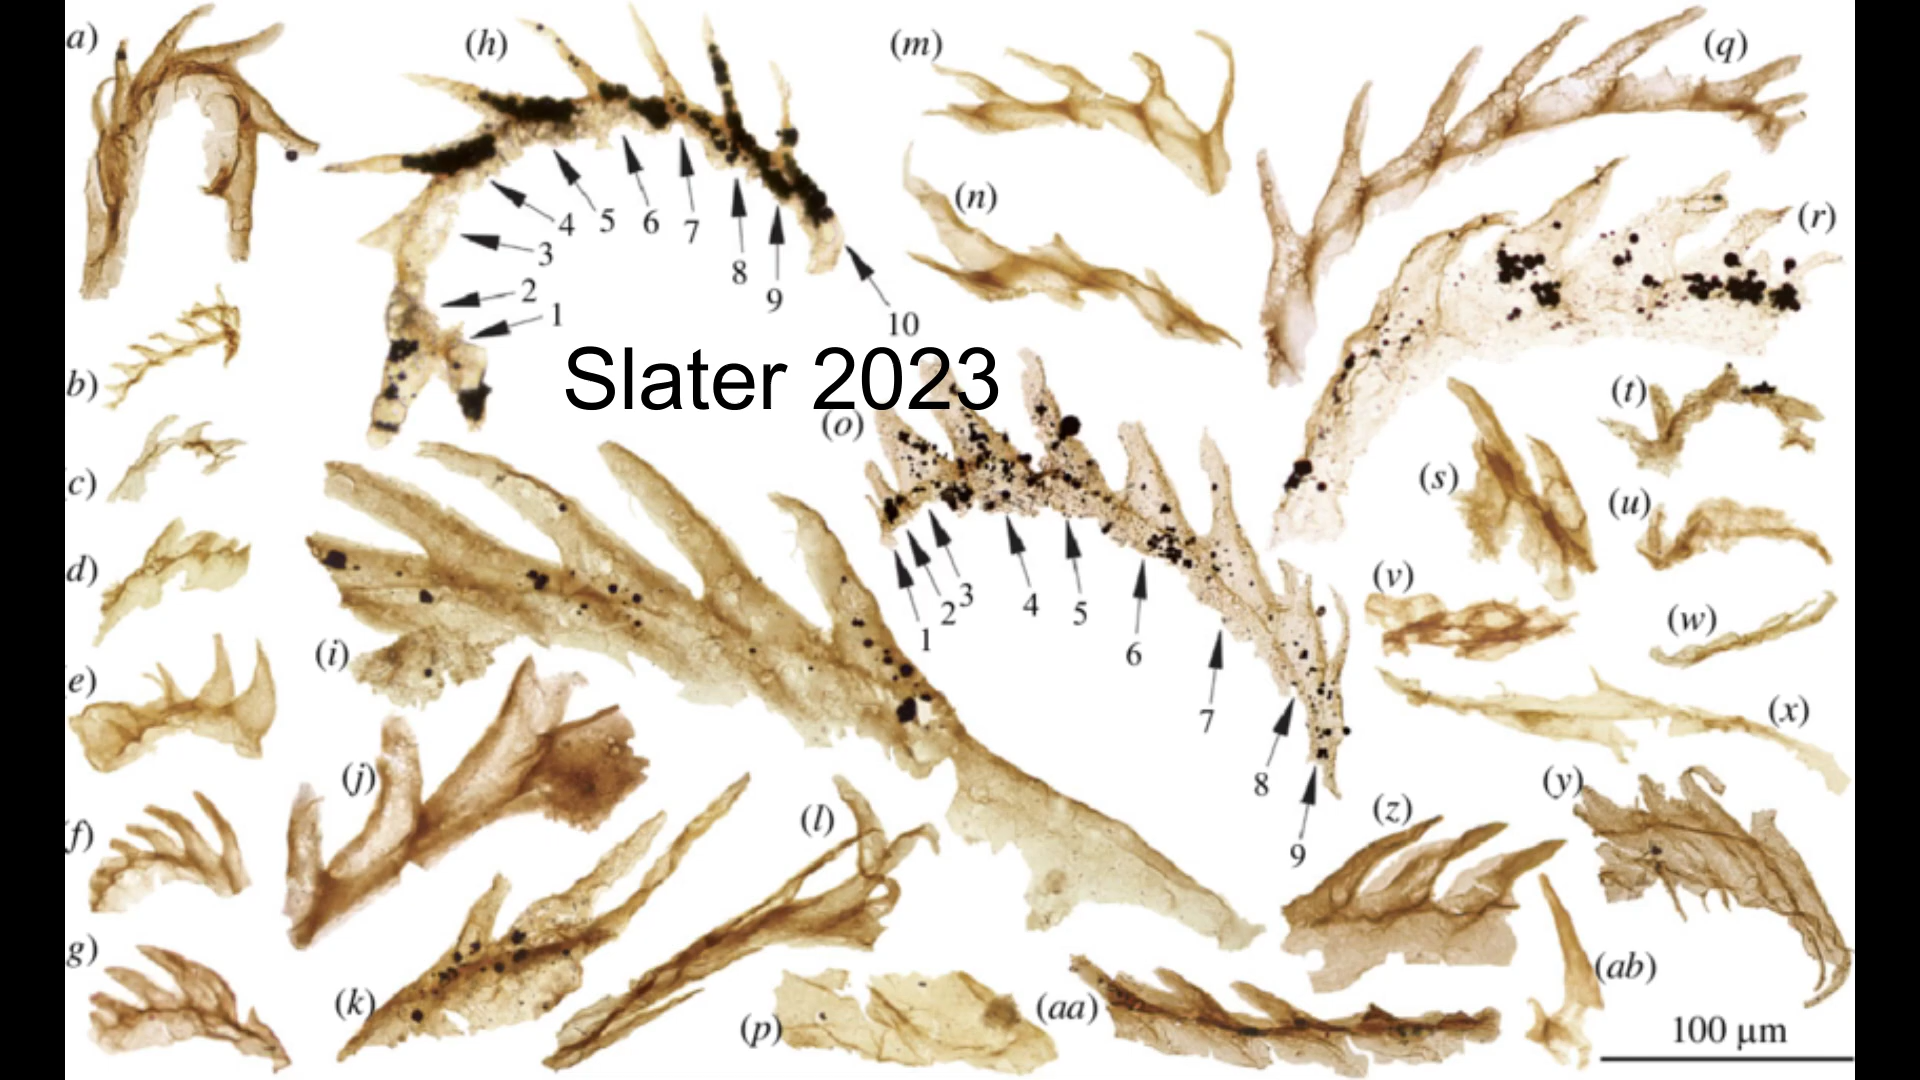 a)
(h)
(m)
(q)
(n)
(r)
4
5
6
7
3
8
2
9
1
10
b)
Slater 2023
(t)
(o)
c)
(s)
(u)
d)
(v)
1
2
3
4
5
6
7
8
9
(w)
(i)
e)
(x)
(j)
(y)
(l)
(z)
f)
g)
(k)
(p)
(aa)
(ab)
100 μm